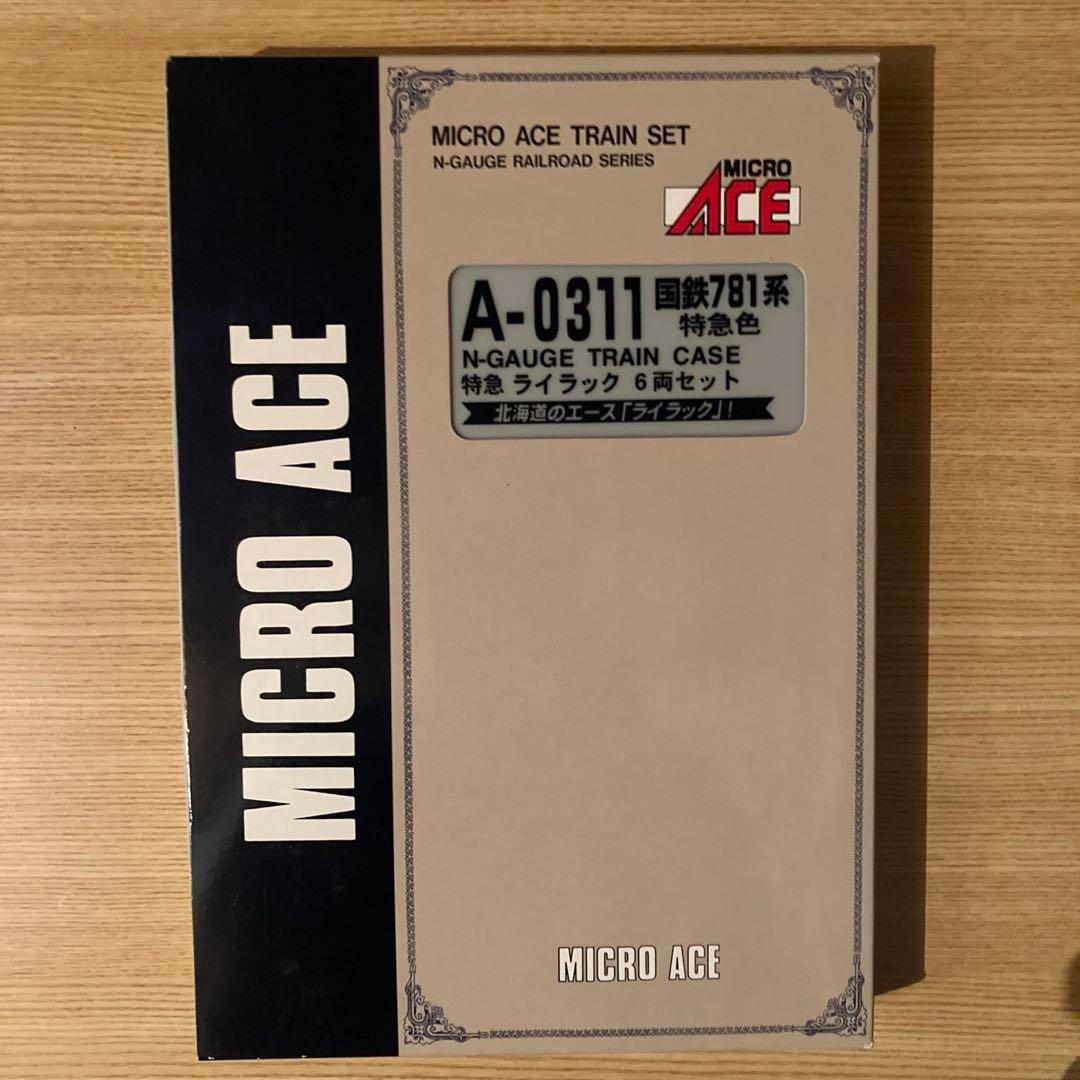 MICRO ACE
MICRO ACE TRAIN SET
N-GAUGE RAILROAD SERIES
MICRO
ACE
A-0311 国鉄781系
特急色
N-GAUGE TRAIN CASE
特急 ライラック 6両セット
北海道のエース「ライラック」!
MICRO ACE